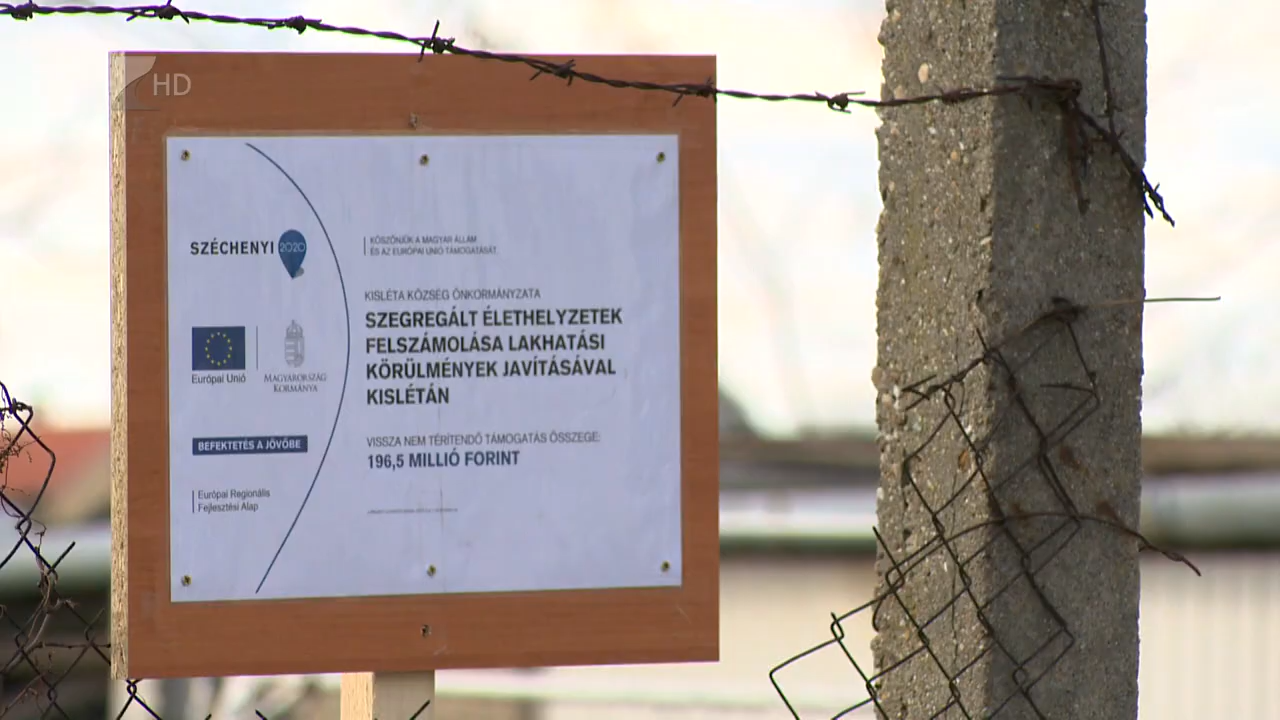 HD
SZÉCHENYI 2020
KÖSZÖNJÜK A MAGYAR ÁLLAM
ÉS AZ EURÓPAI UNIÓ TÁMOGATÁSÁT.
KISLÉTA KÖZSÉG ÖNKORMÁNYZATA
SZEGREGÁLT ÉLETHELYZETEK
FELSZÁMOLÁSA LAKHATÁSI
KÖRÜLMÉNYEK JAVÍTÁSÁVAL
KISLÉTÁN
Európai Unió
MAGYARORSZÁG
KORMÁNYA
BEFEKTETÉS A JÖVŐBE
VISSZA NEM TÉRÍTENDŐ TÁMOGATÁS ÖSSZEGE:
196,5 MILLIÓ FORINT
Európai Regionális
Fejlesztési Alap